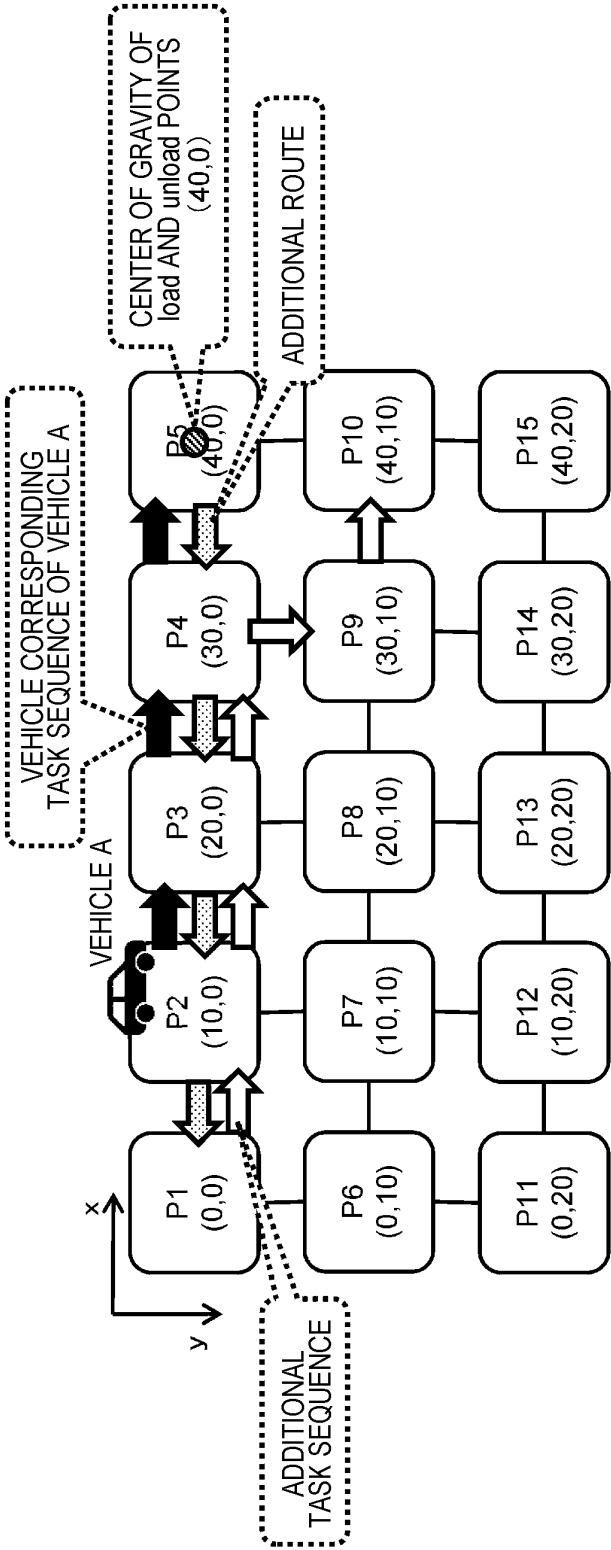 VEHICLE CORRESPONDING
TASK SEQUENCE OF VEHICLE A
CENTER OF GRAVITY OF
load AND unload POINTS
(40,0)
VEHICLE A
ADDITIONAL ROUTE
x
y
P1
(0,0)
P2
(10,0)
P3
(20,0)
P4
(30,0)
P5
(40,0)
P6
(0,10)
P7
(10,10)
P8
(20,10)
P9
(30,10)
P10
(40,10)
P11
(0,20)
P12
(10,20)
P13
(20,20)
P14
(30,20)
P15
(40,20)
ADDITIONAL
TASK SEQUENCE